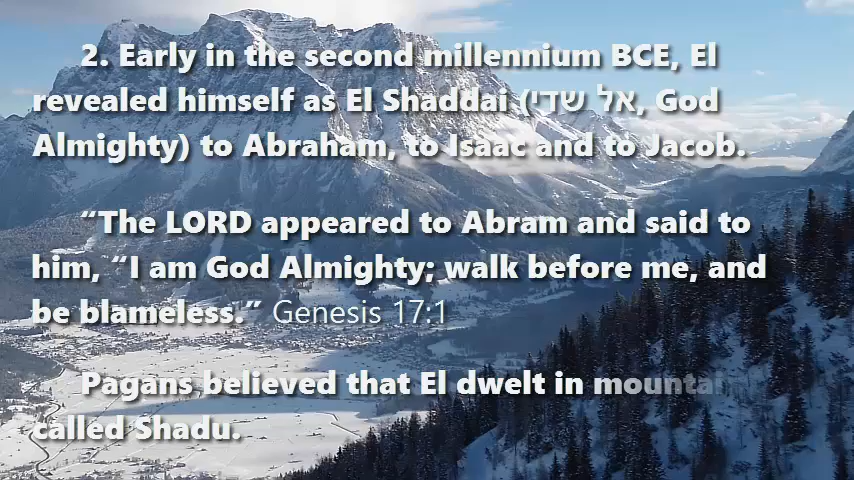 2. Early in the second millennium BCE, El
revealed himself as El Shaddai (אל שדי, God
Almighty) to Abraham, to Isaac and to Jacob.
“The LORD appeared to Abram and said to
him, “I am God Almighty; walk before me, and
be blameless.” Genesis 17:1
Pagans believed that El dwelt in
called Shadu.